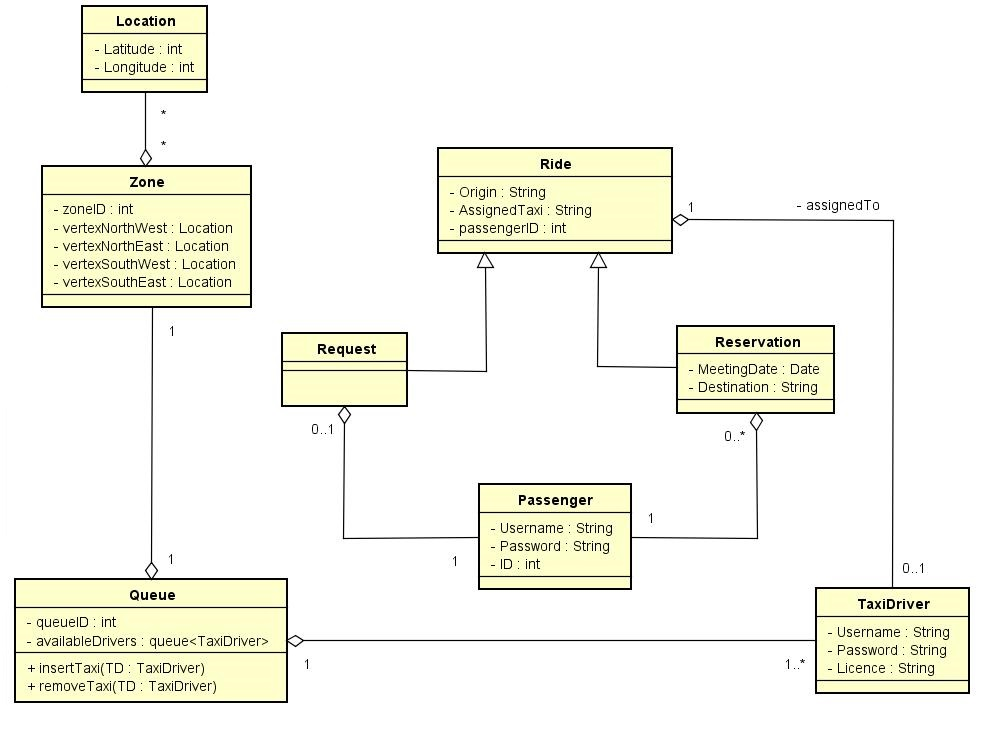 Location
- Latitude : int
- Longitude : int
*
*
Zone
- zoneID : int
- vertexNorthWest : Location
- vertexNorthEast : Location
- vertexSouthWest : Location
- vertexSouthEast : Location
Ride
- Origin : String
- AssignedTaxi : String
- passengerID : int
1
- assignedTo
1
Request
Reservation
- MeetingDate : Date
- Destination : String
0..1
0..*
Passenger
- Username : String
- Password : String
- ID : int
1
1
1
0..1
Queue
- queueID : int
- availableDrivers : queue<TaxiDriver>
+ insertTaxi(TD : TaxiDriver)
+ removeTaxi(TD : TaxiDriver)
1
1..*
TaxiDriver
- Username : String
- Password : String
- Licence : String